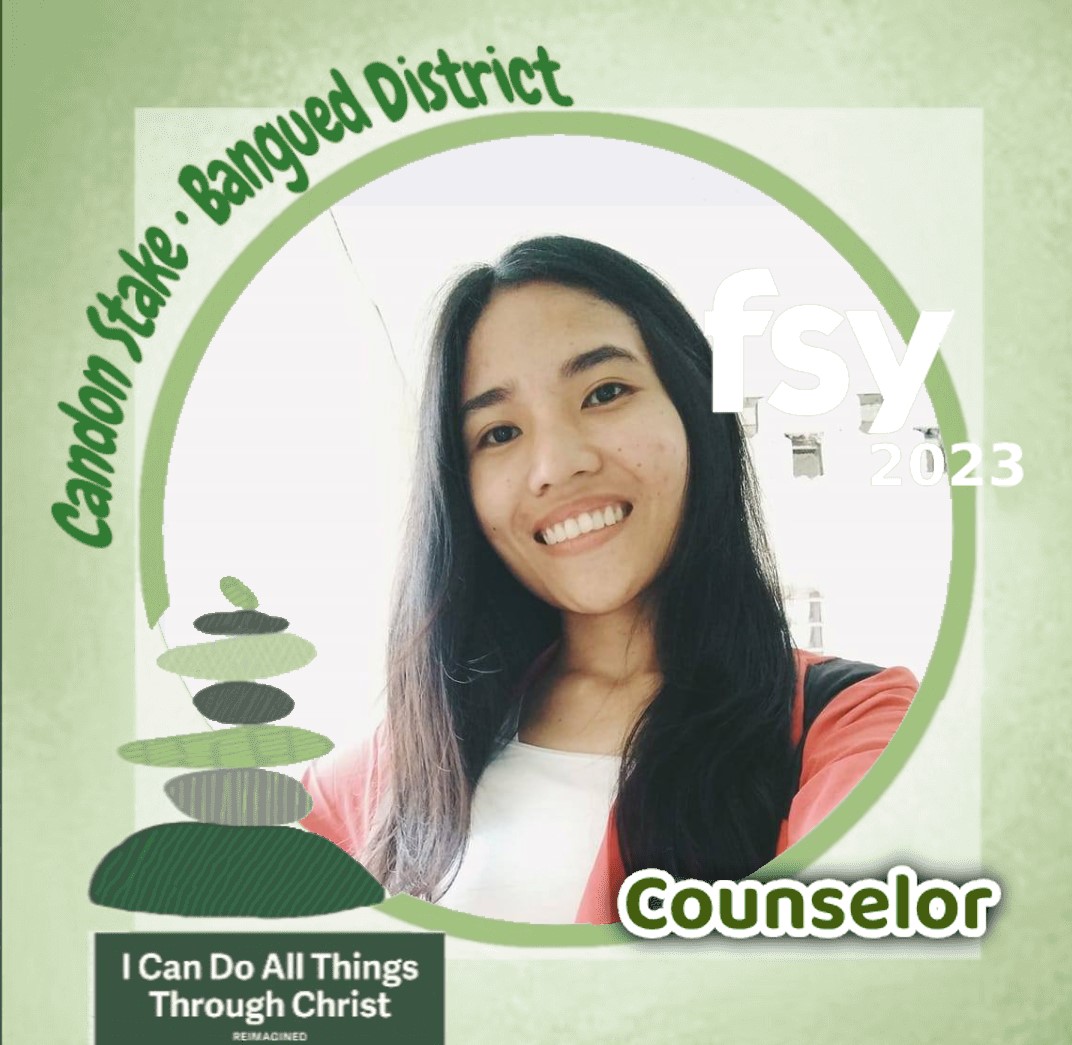 Candon Stake · Bangued District
fsy
2023
Counselor
I Can Do All Things
Through Christ
REIMAGINED